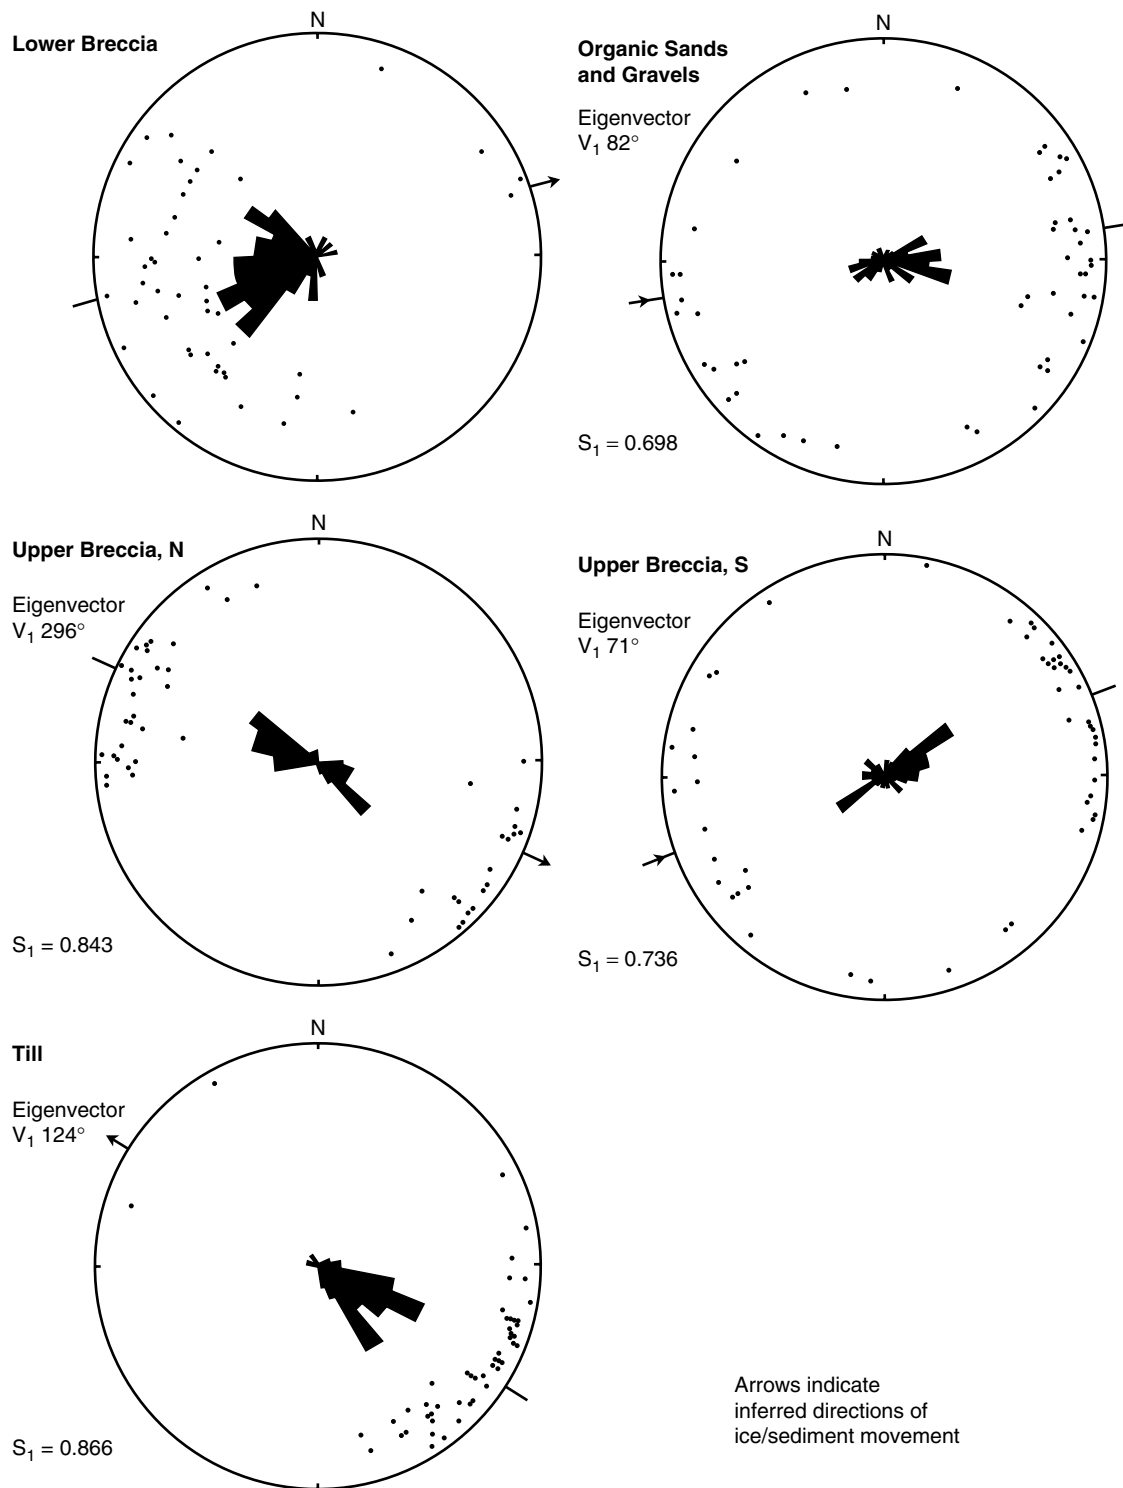 N
Lower Breccia
N
Organic Sands
and Gravels
Eigenvector
V₁ 82°
S₁ = 0.698
N
Upper Breccia, N
Eigenvector
V₁ 296°
S₁ = 0.843
N
Upper Breccia, S
Eigenvector
V₁ 71°
S₁ = 0.736
N
Till
Eigenvector
V₁ 124°
S₁ = 0.866
Arrows indicate
inferred directions of
ice/sediment movement